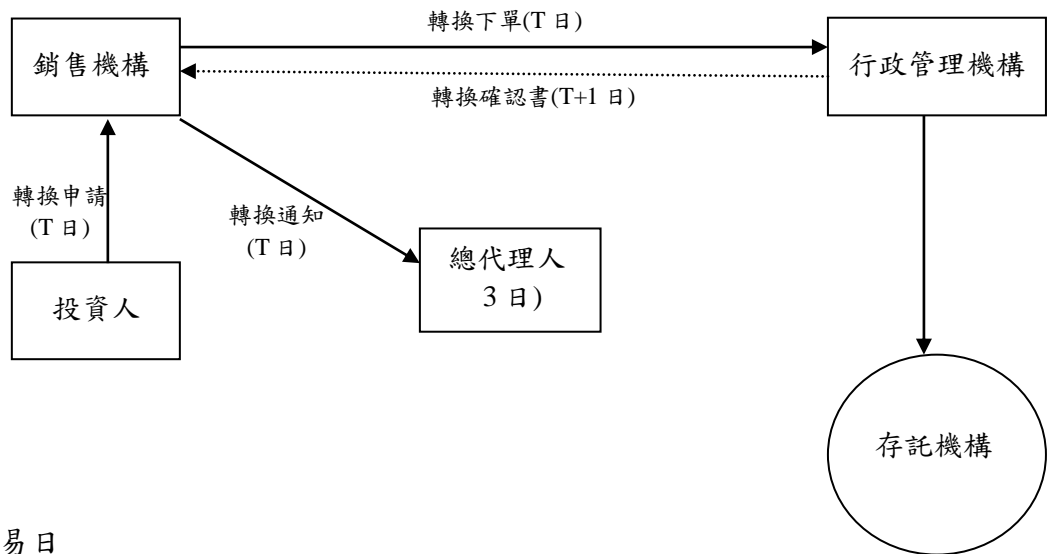 轉換下單(T 日)
銷售機構
行政管理機構
轉換確認書(T+1 日)
轉換申請
(T 日)
轉換通知
(T 日)
總代理人
3 日)
投資人
存託機構
易日